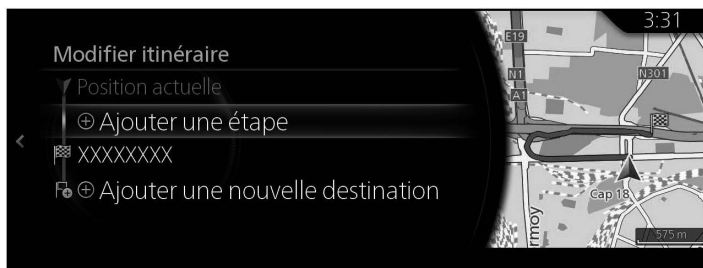 3:31
Modifier itinéraire
Position actuelle
Ajouter une étape
XXXXXXXX
Ajouter une nouvelle destination
E19
N1
A1
N301
Cap 18
rmoy
575 m